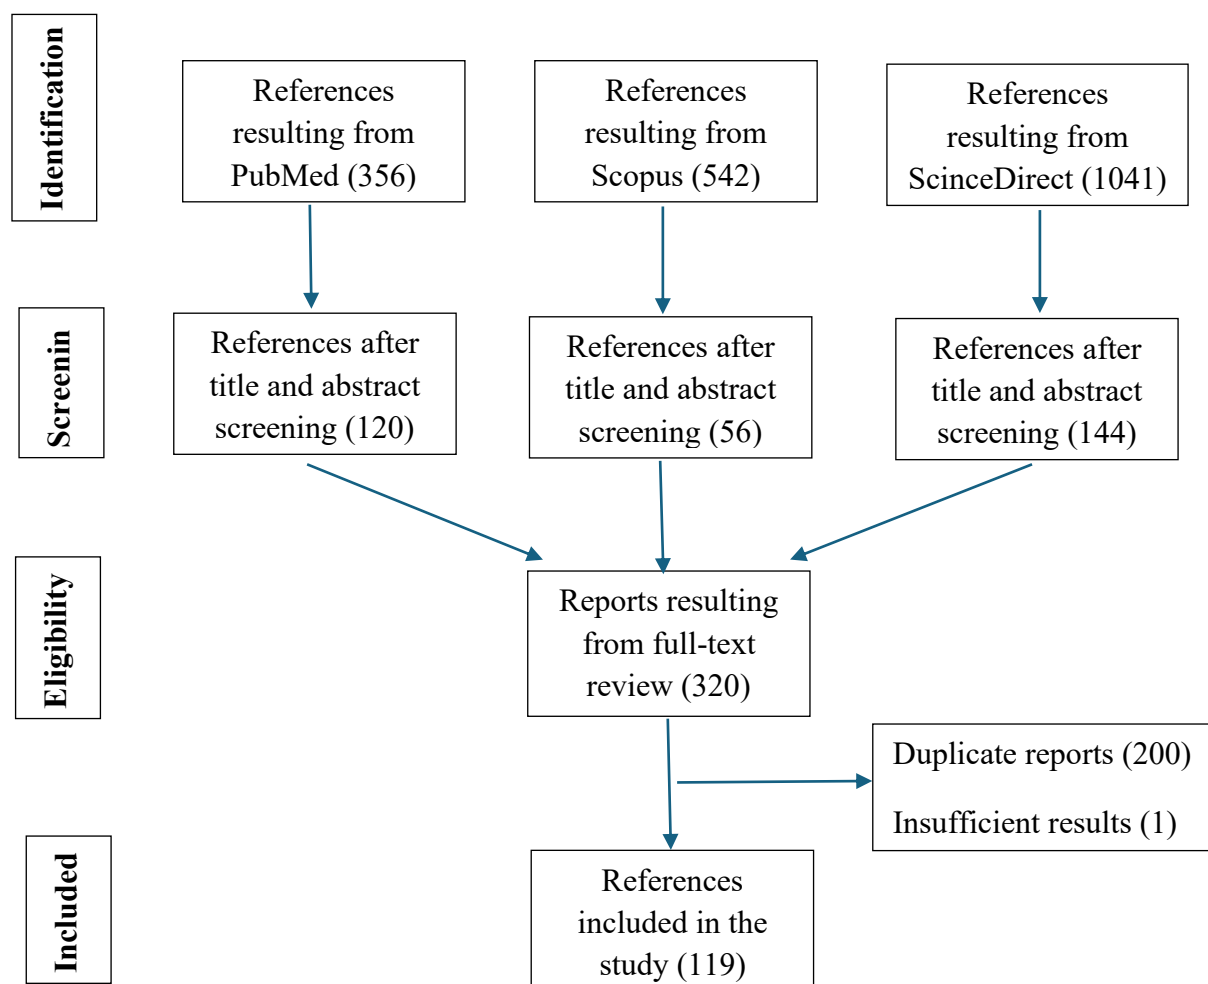 Identification
References
resulting from
PubMed (356)
References
resulting from
Scopus (542)
References
resulting from
ScinceDirect (1041)
Screenin
References after
title and abstract
screening (120)
References after
title and abstract
screening (56)
References after
title and abstract
screening (144)
Eligibility
Reports resulting
from full-text
review (320)
Duplicate reports (200)
Insufficient results (1)
Included
References
included in the
study (119)